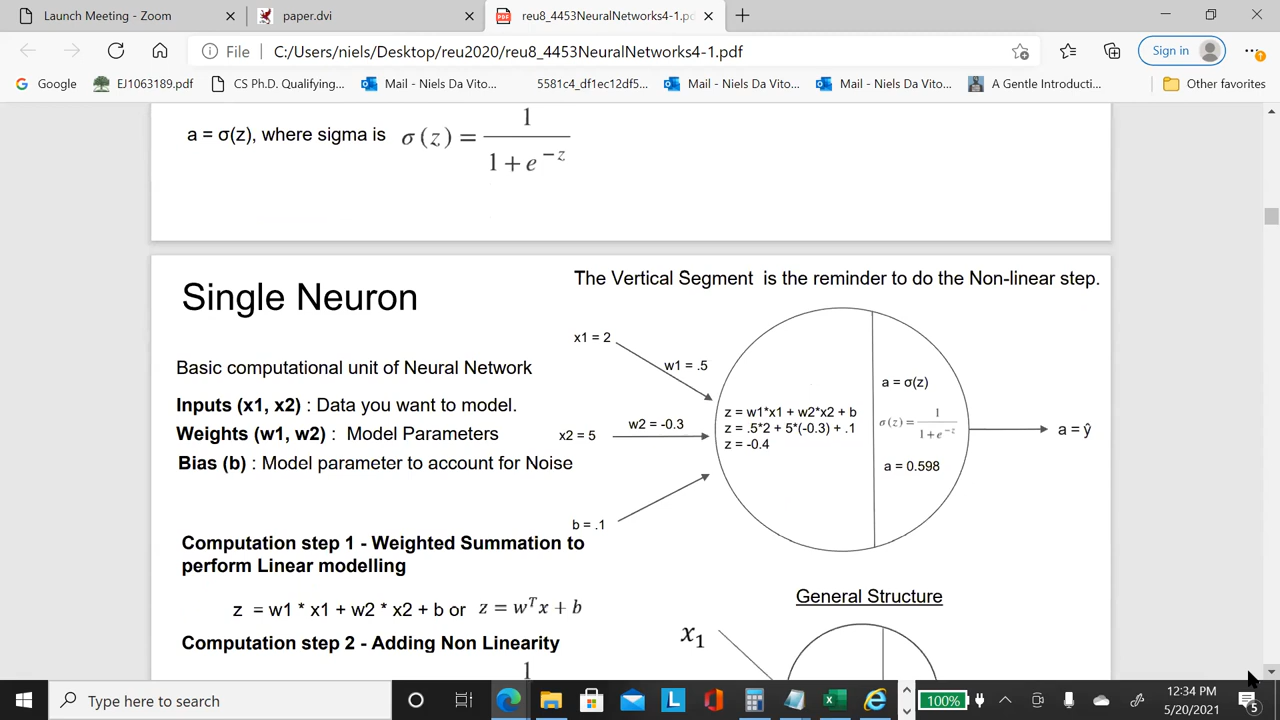 Launch Meeting - Zoom
paper.dvi
reu8_4453NeuralNetworks4-1.pd
File
C:/Users/niels/Desktop/reu2020/reu8_4453NeuralNetworks4-1.pdf
Sign in
Google
EJ1063189.pdf
CS Ph.D. Qualifying...
Mail - Niels Da Vito...
5581c4_df1ec12df5...
Mail - Niels Da Vito...
Mail - Niels Da Vito...
A Gentle Introducti...
Other favorites
a = σ(z), where sigma is σ(z) = 1 / 1 + e^−z
The Vertical Segment is the reminder to do the Non-linear step.
Single Neuron
Basic computational unit of Neural Network
Inputs (x1, x2) : Data you want to model.
Weights (w1, w2) : Model Parameters
Bias (b) : Model parameter to account for Noise
x1 = 2
w1 = .5
x2 = 5
w2 = -0.3
b = .1
z = w1*x1 + w2*x2 + b
z = .5*2 + 5*(-0.3) + .1
z = -0.4
a = σ(z)
σ(z) = 1 / 1 + e^−z
a = 0.598
a = ŷ
Computation step 1 - Weighted Summation to
perform Linear modelling
z = w1 * x1 + w2 * x2 + b or z = w^T x + b
Computation step 2 - Adding Non Linearity
1
General Structure
x₁
Type here to search
100%
12:34 PM
5/20/2021
5